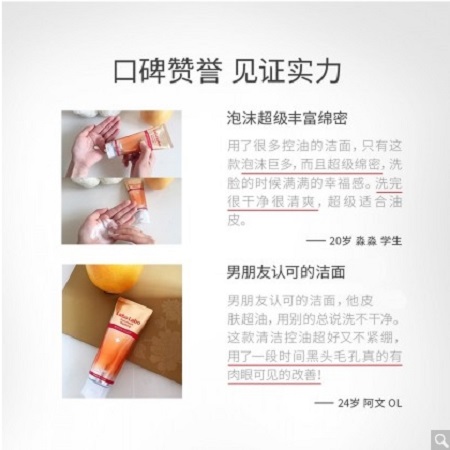 口碑赞誉 见证实力
泡沫超级丰富绵密
用了很多控油的洁面，只有这
款泡沫巨多，而且超级绵密，洗
脸的时候满满的幸福感。洗完
很干净很清爽，超级适合油
皮。
—— 20岁 淼淼 学生
男朋友认可的洁面
男朋友认可的洁面，他皮
肤超油，用别的总说洗不干净。
这款清洁控油超好又不紧绷，
用了一段时间黑头毛孔真的有
肉眼可见的改善！
—— 24岁 阿文 OL